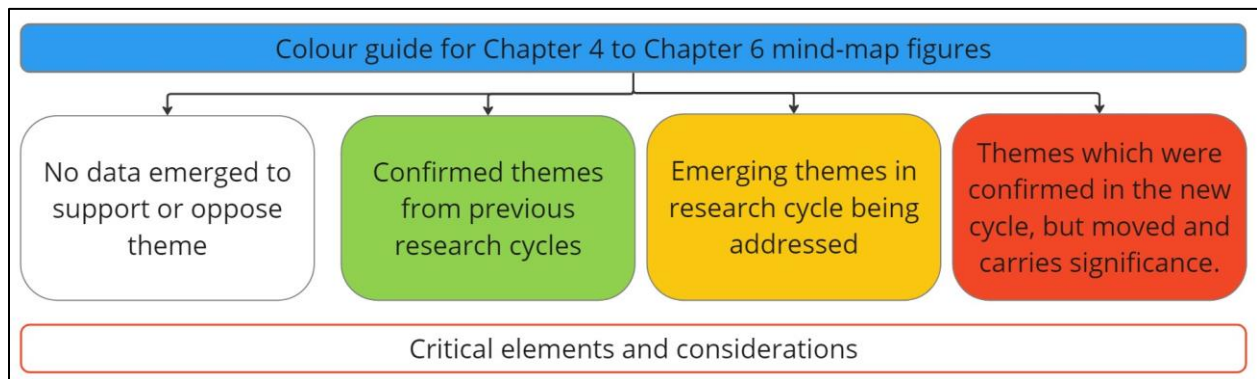 Colour guide for Chapter 4 to Chapter 6 mind-map figures
No data emerged to
support or oppose
theme
Confirmed themes
from previous
research cycles
Emerging themes in
research cycle being
addressed
Themes which were
confirmed in the new
cycle, but moved and
carries significance.
Critical elements and considerations